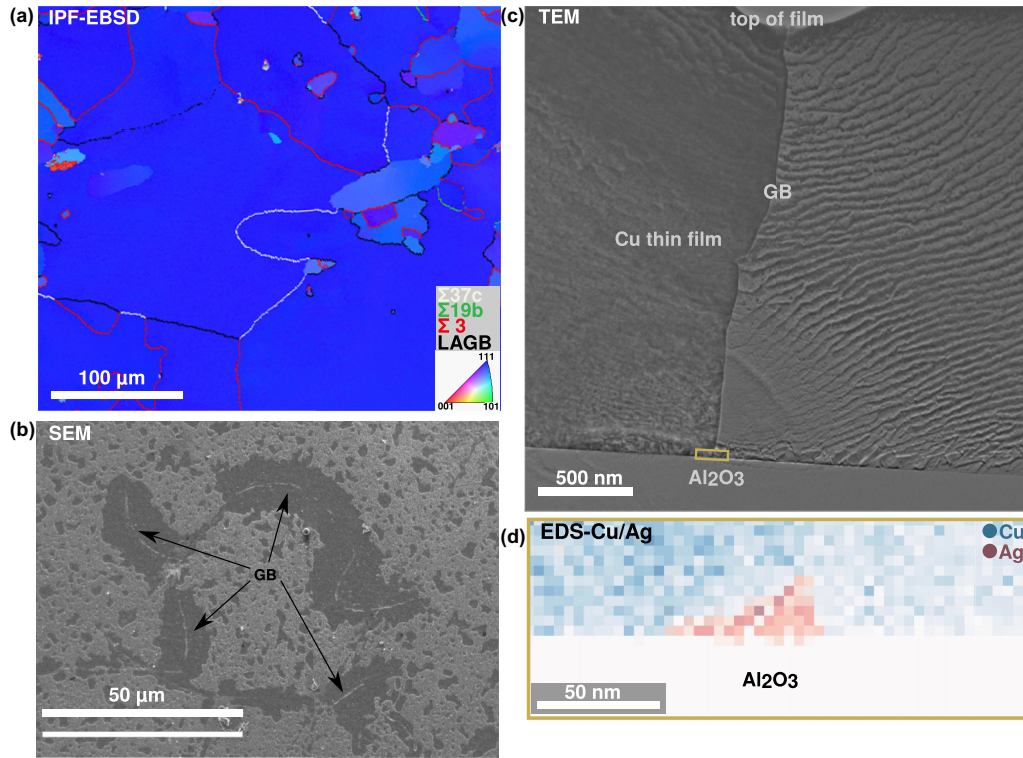 (a)
IPF-EBSD
Σ37c
Σ19b
Σ 3
LAGB
111
001
101
100 µm
(b)
SEM
GB
50 µm
(c)
TEM
top of film
GB
Cu thin film
500 nm
Al2O3
(d)
EDS-Cu/Ag
Cu
Ag
Al2O3
50 nm